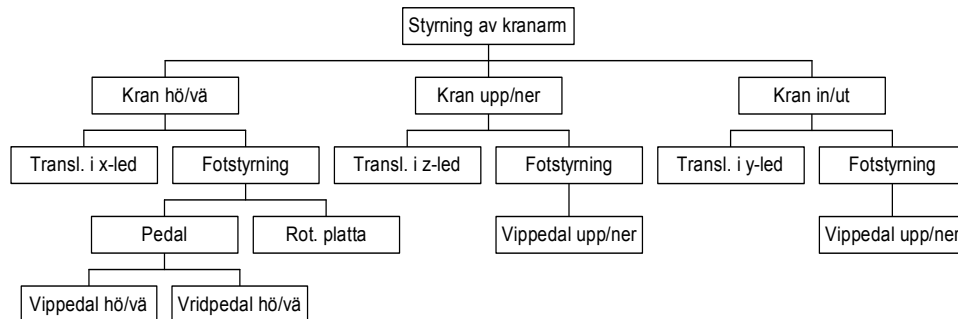 Styrning av kranarm
Kran hö/vä
Kran upp/ner
Kran in/ut
Transl. i x-led
Fotstyrning
Transl. i z-led
Fotstyrning
Transl. i y-led
Fotstyrning
Pedal
Rot. platta
Vippedal upp/ner
Vippedal upp/ner
Vippedal hö/vä
Vridpedal hö/vä